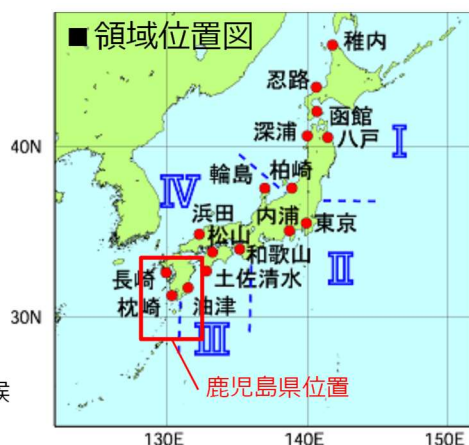 ■領域位置図
稚内
忍路
函館
深浦
八戸
Ⅰ
40N
輪島
柏崎
Ⅳ
浜田
内浦
東京
松山
和歌山
Ⅱ
長崎
土佐清水
枕崎
油津
30N
Ⅲ
鹿児島県位置
候
130E
140E
150E